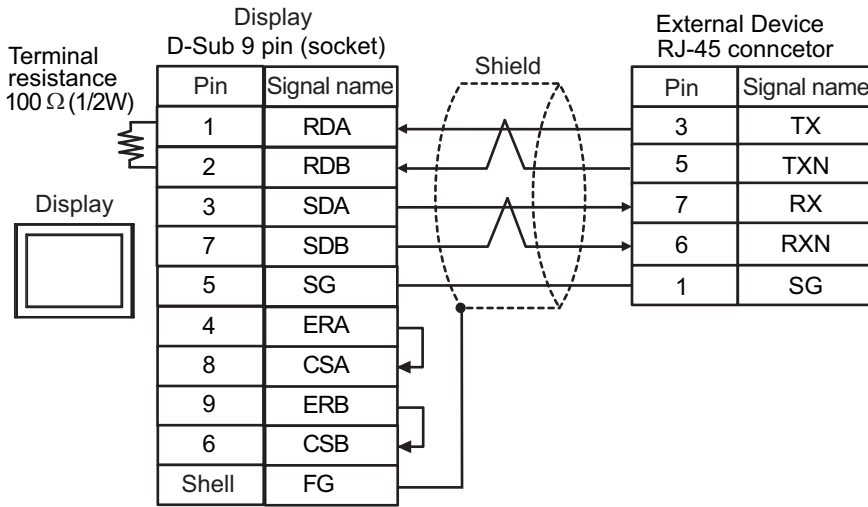 Display
D-Sub 9 pin (socket)
External Device
RJ-45 conncetor
Terminal
resistance
100 Ω (1/2W)
Shield
Display
Pin Signal name
1 RDA
2 RDB
3 SDA
7 SDB
5 SG
4 ERA
8 CSA
9 ERB
6 CSB
Shell FG
Pin Signal name
3 TX
5 TXN
7 RX
6 RXN
1 SG